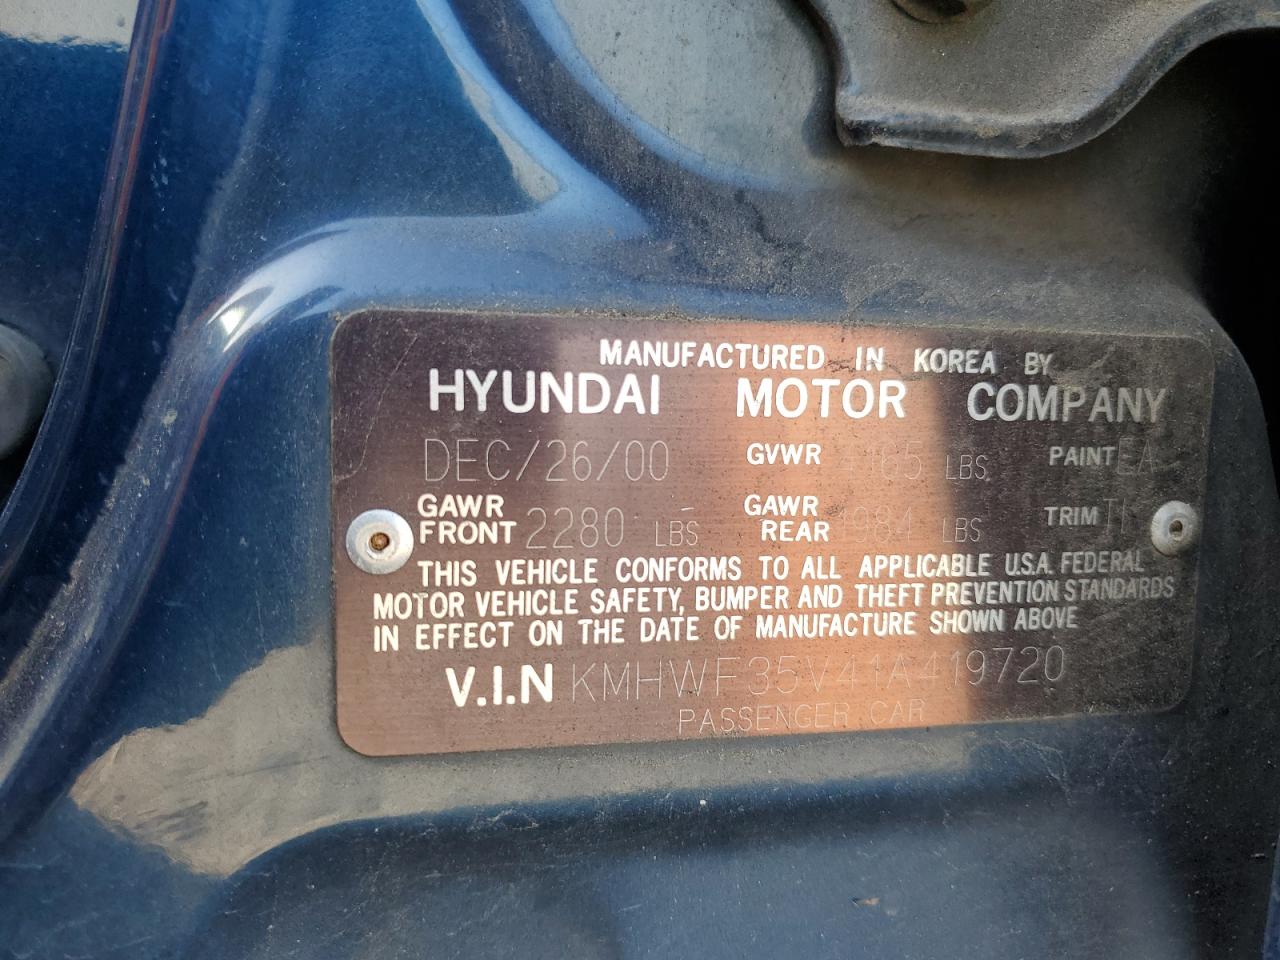 MANUFACTURED IN KOREA BY
HYUNDAI MOTOR COMPANY
DEC/26/00 GVWR 4165 LBS PAINT EA
GAWR FRONT 2280 LBS GAWR REAR 1984 LBS TRIM
THIS VEHICLE CONFORMS TO ALL APPLICABLE U.S.A. FEDERAL
MOTOR VEHICLE SAFETY, BUMPER AND THEFT PREVENTION STANDARDS
IN EFFECT ON THE DATE OF MANUFACTURE SHOWN ABOVE
V.I.N KMHWF35V41A419720
PASSENGER CAR